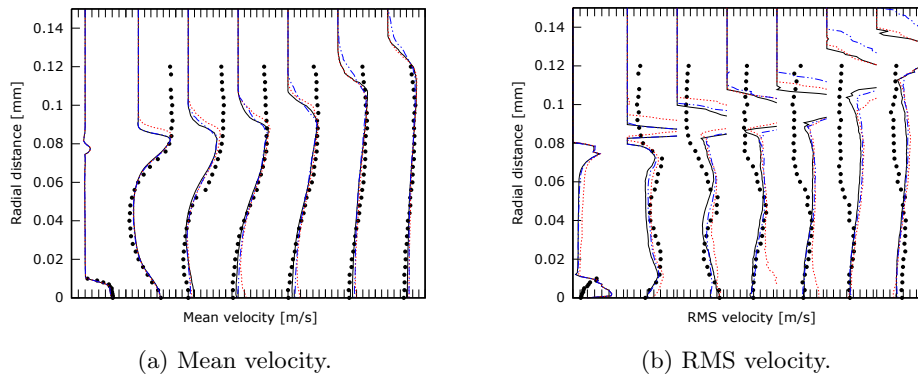 0.14
0.12
0.1
0.08
0.06
0.04
0.02
0
Radial distance [mm]
Mean velocity [m/s]
(a) Mean velocity.
0.14
0.12
0.1
0.08
0.06
0.04
0.02
0
Radial distance [mm]
RMS velocity [m/s]
(b) RMS velocity.